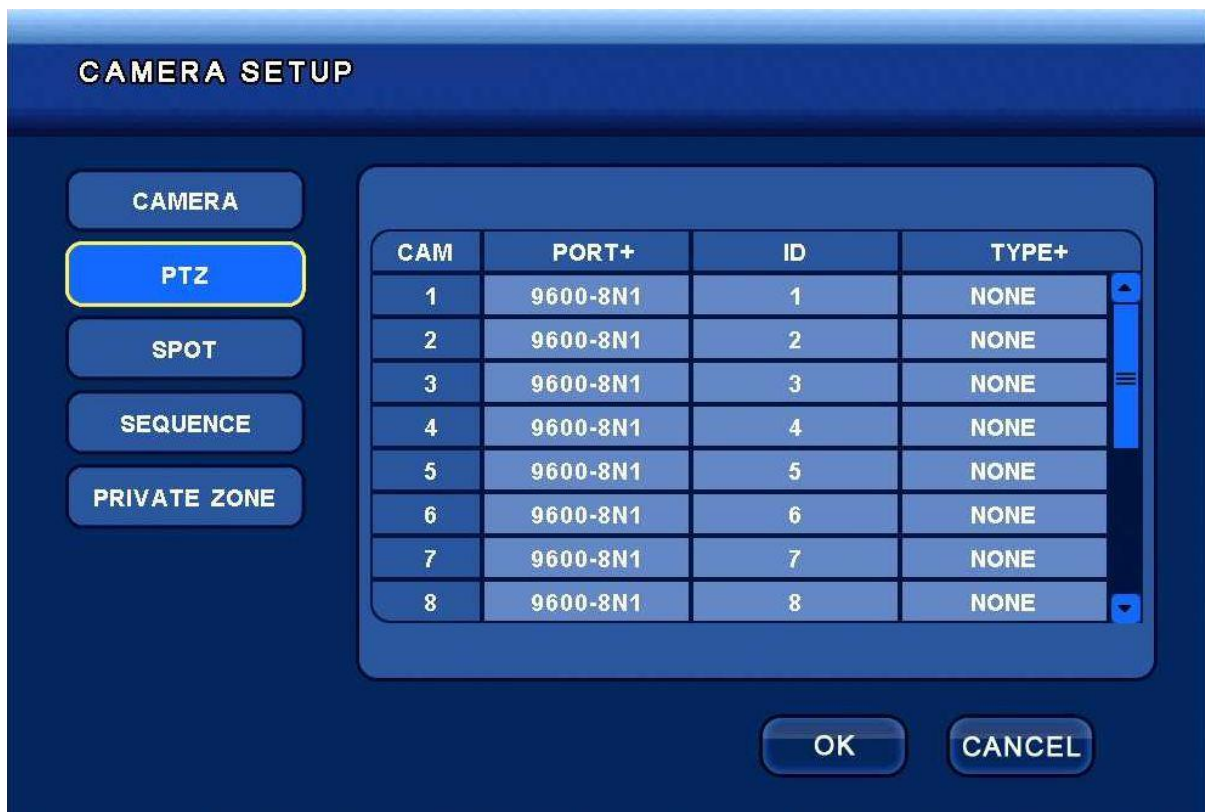 CAMERA SETUP
CAMERA
PTZ
SPOT
SEQUENCE
PRIVATE ZONE
CAM PORT+ ID TYPE+
1 9600-8N1 1 NONE
2 9600-8N1 2 NONE
3 9600-8N1 3 NONE
4 9600-8N1 4 NONE
5 9600-8N1 5 NONE
6 9600-8N1 6 NONE
7 9600-8N1 7 NONE
8 9600-8N1 8 NONE
OK CANCEL